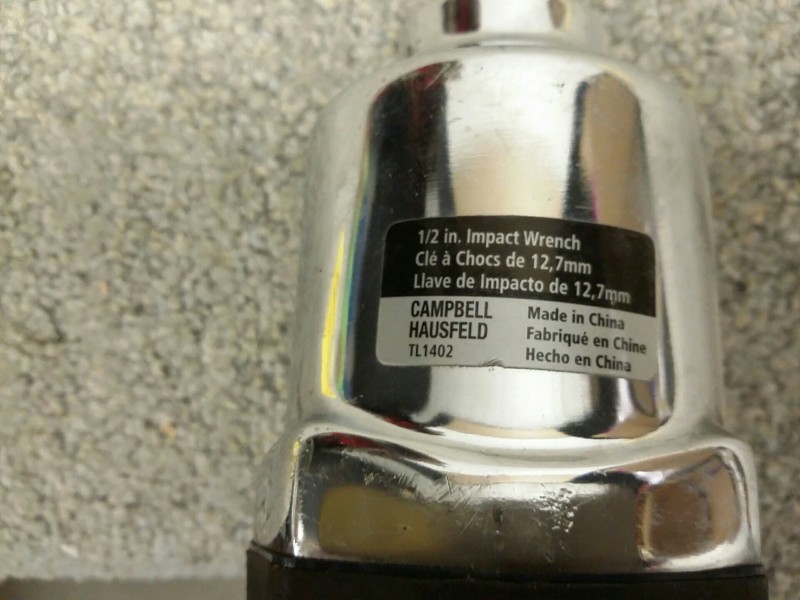 1/2 in. Impact Wrench
Clé à Chocs de 12,7mm
Llave de Impacto de 12,7mm
CAMPBELL
HAUSFELD
TL1402
Made in China
Fabriqué en Chine
Hecho en China